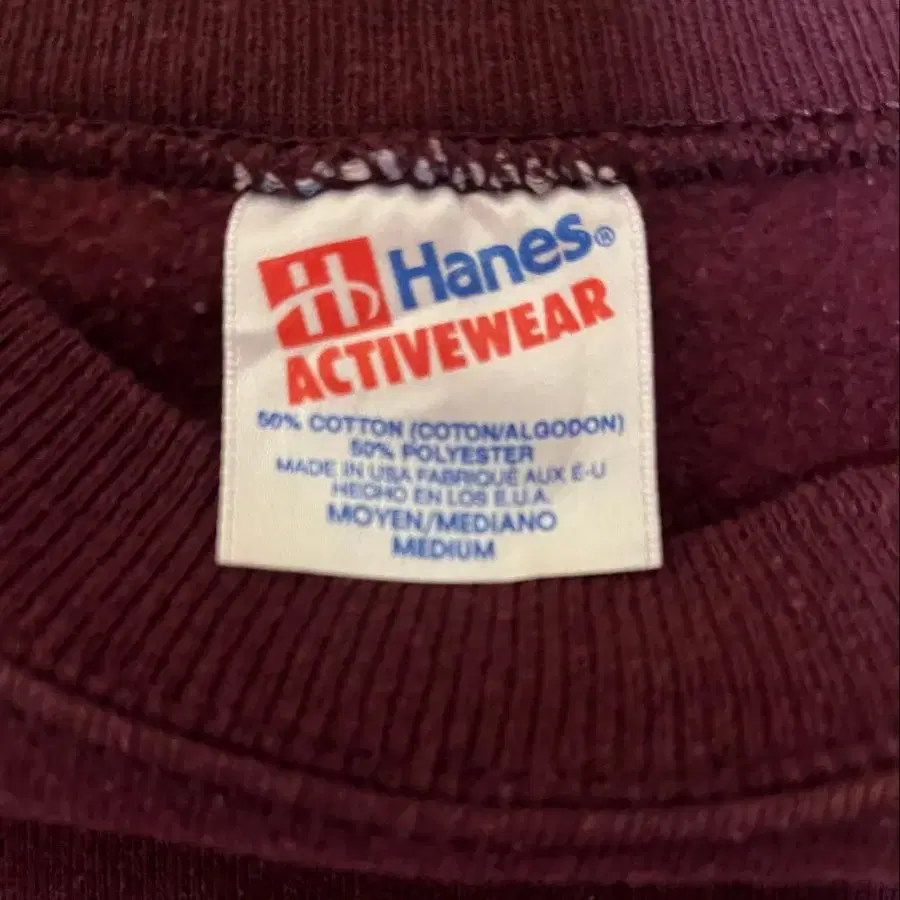 H Hanes®
ACTIVEWEAR
50% COTTON (COTON/ALGODON)
50% POLYESTER
MADE IN USA FABRIQUÉ AUX É-U
HECHO EN LOS E.U.A.
MOYEN/MEDIANO
MEDIUM